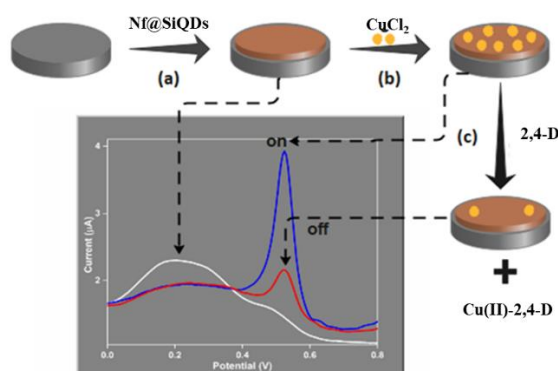 Nf@SiQDs
CuCl2
(a)
(b)
(c)
2,4-D
on
off
4
3
2
Current (μA)
0.0
0.2
0.4
0.6
0.8
Potential (V)
Cu(II)-2,4-D